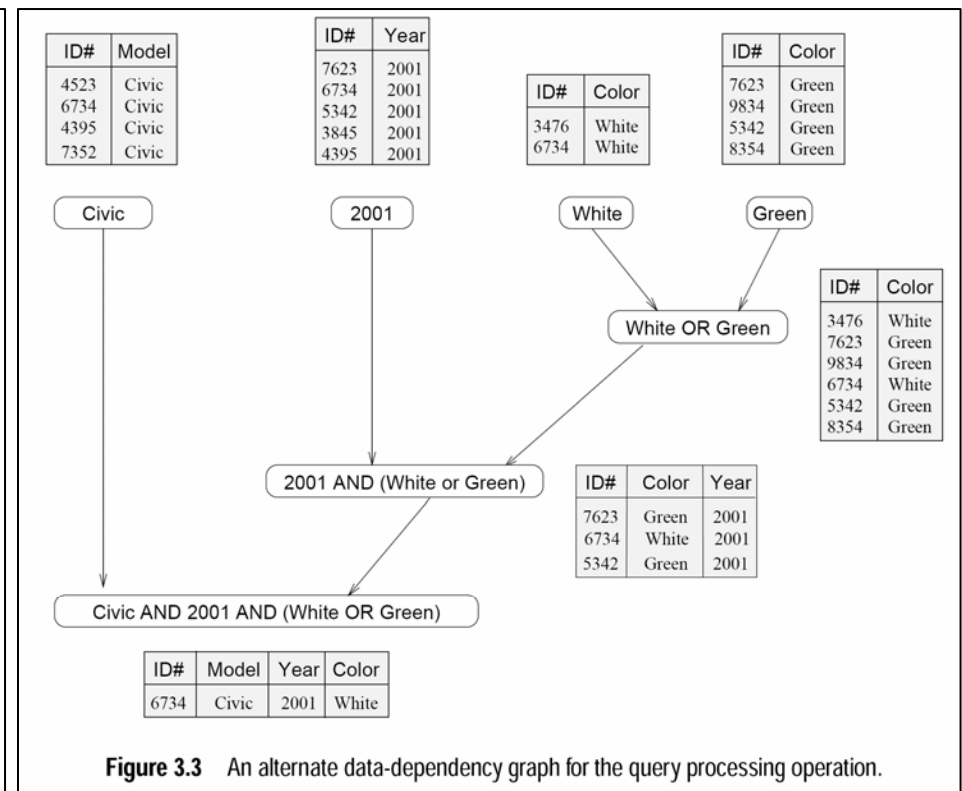 ID# Model
4523 Civic
6734 Civic
4395 Civic
7352 Civic
ID# Year
7623 2001
6734 2001
5342 2001
3845 2001
4395 2001
ID# Color
3476 White
6734 White
ID# Color
7623 Green
9834 Green
5342 Green
8354 Green
Civic
2001
White
Green
White OR Green
ID# Color
3476 White
7623 Green
9834 Green
6734 White
5342 Green
8354 Green
2001 AND (White or Green)
ID# Color Year
7623 Green 2001
6734 White 2001
5342 Green 2001
Civic AND 2001 AND (White OR Green)
ID# Model Year Color
6734 Civic 2001 White
Figure 3.3 An alternate data-dependency graph for the query processing operation.